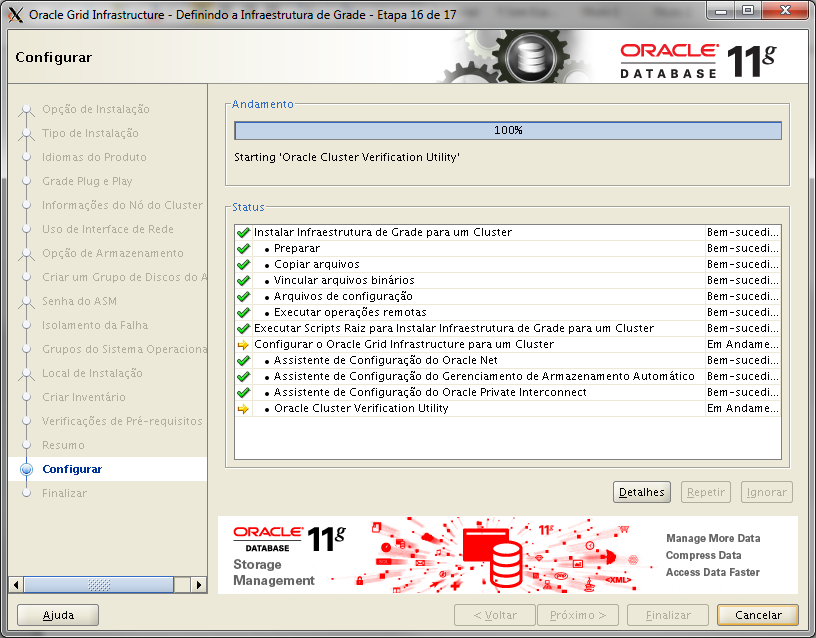 Oracle Grid Infrastructure - Definindo a Infraestrutura de Grade - Etapa 16 de 17
Configurar
ORACLE
DATABASE 11g
Opção de Instalação
Tipo de Instalação
Idiomas do Produto
Grade Plug e Play
Informações do Nó do Cluster
Uso de Interface de Rede
Opção de Armazenamento
Criar um Grupo de Discos do A
Senha do ASM
Isolamento da Falha
Grupos do Sistema Operaciona
Local de Instalação
Criar Inventário
Verificações de Pré-requisitos
Resumo
Configurar
Finalizar
Andamento
100%
Starting 'Oracle Cluster Verification Utility'
Status
Instalar Infraestrutura de Grade para um Cluster Bem-sucedi...
• Preparar Bem-sucedi...
• Copiar arquivos Bem-sucedi...
• Vincular arquivos binários Bem-sucedi...
• Arquivos de configuração Bem-sucedi...
• Executar operações remotas Bem-sucedi...
Executar Scripts Raiz para Instalar Infraestrutura de Grade para um Cluster Bem-sucedi...
Configurar o Oracle Grid Infrastructure para um Cluster Em Andame...
• Assistente de Configuração do Oracle Net Bem-sucedi...
• Assistente de Configuração do Gerenciamento de Armazenamento Automático Bem-sucedi...
• Assistente de Configuração do Oracle Private Interconnect Bem-sucedi...
• Oracle Cluster Verification Utility Em Andame...
Detalhes Repetir Ignorar
ORACLE
DATABASE 11g
Storage
Management
11g
<XML>
Manage More Data
Compress Data
Access Data Faster
Ajuda < Voltar Próximo > Finalizar Cancelar